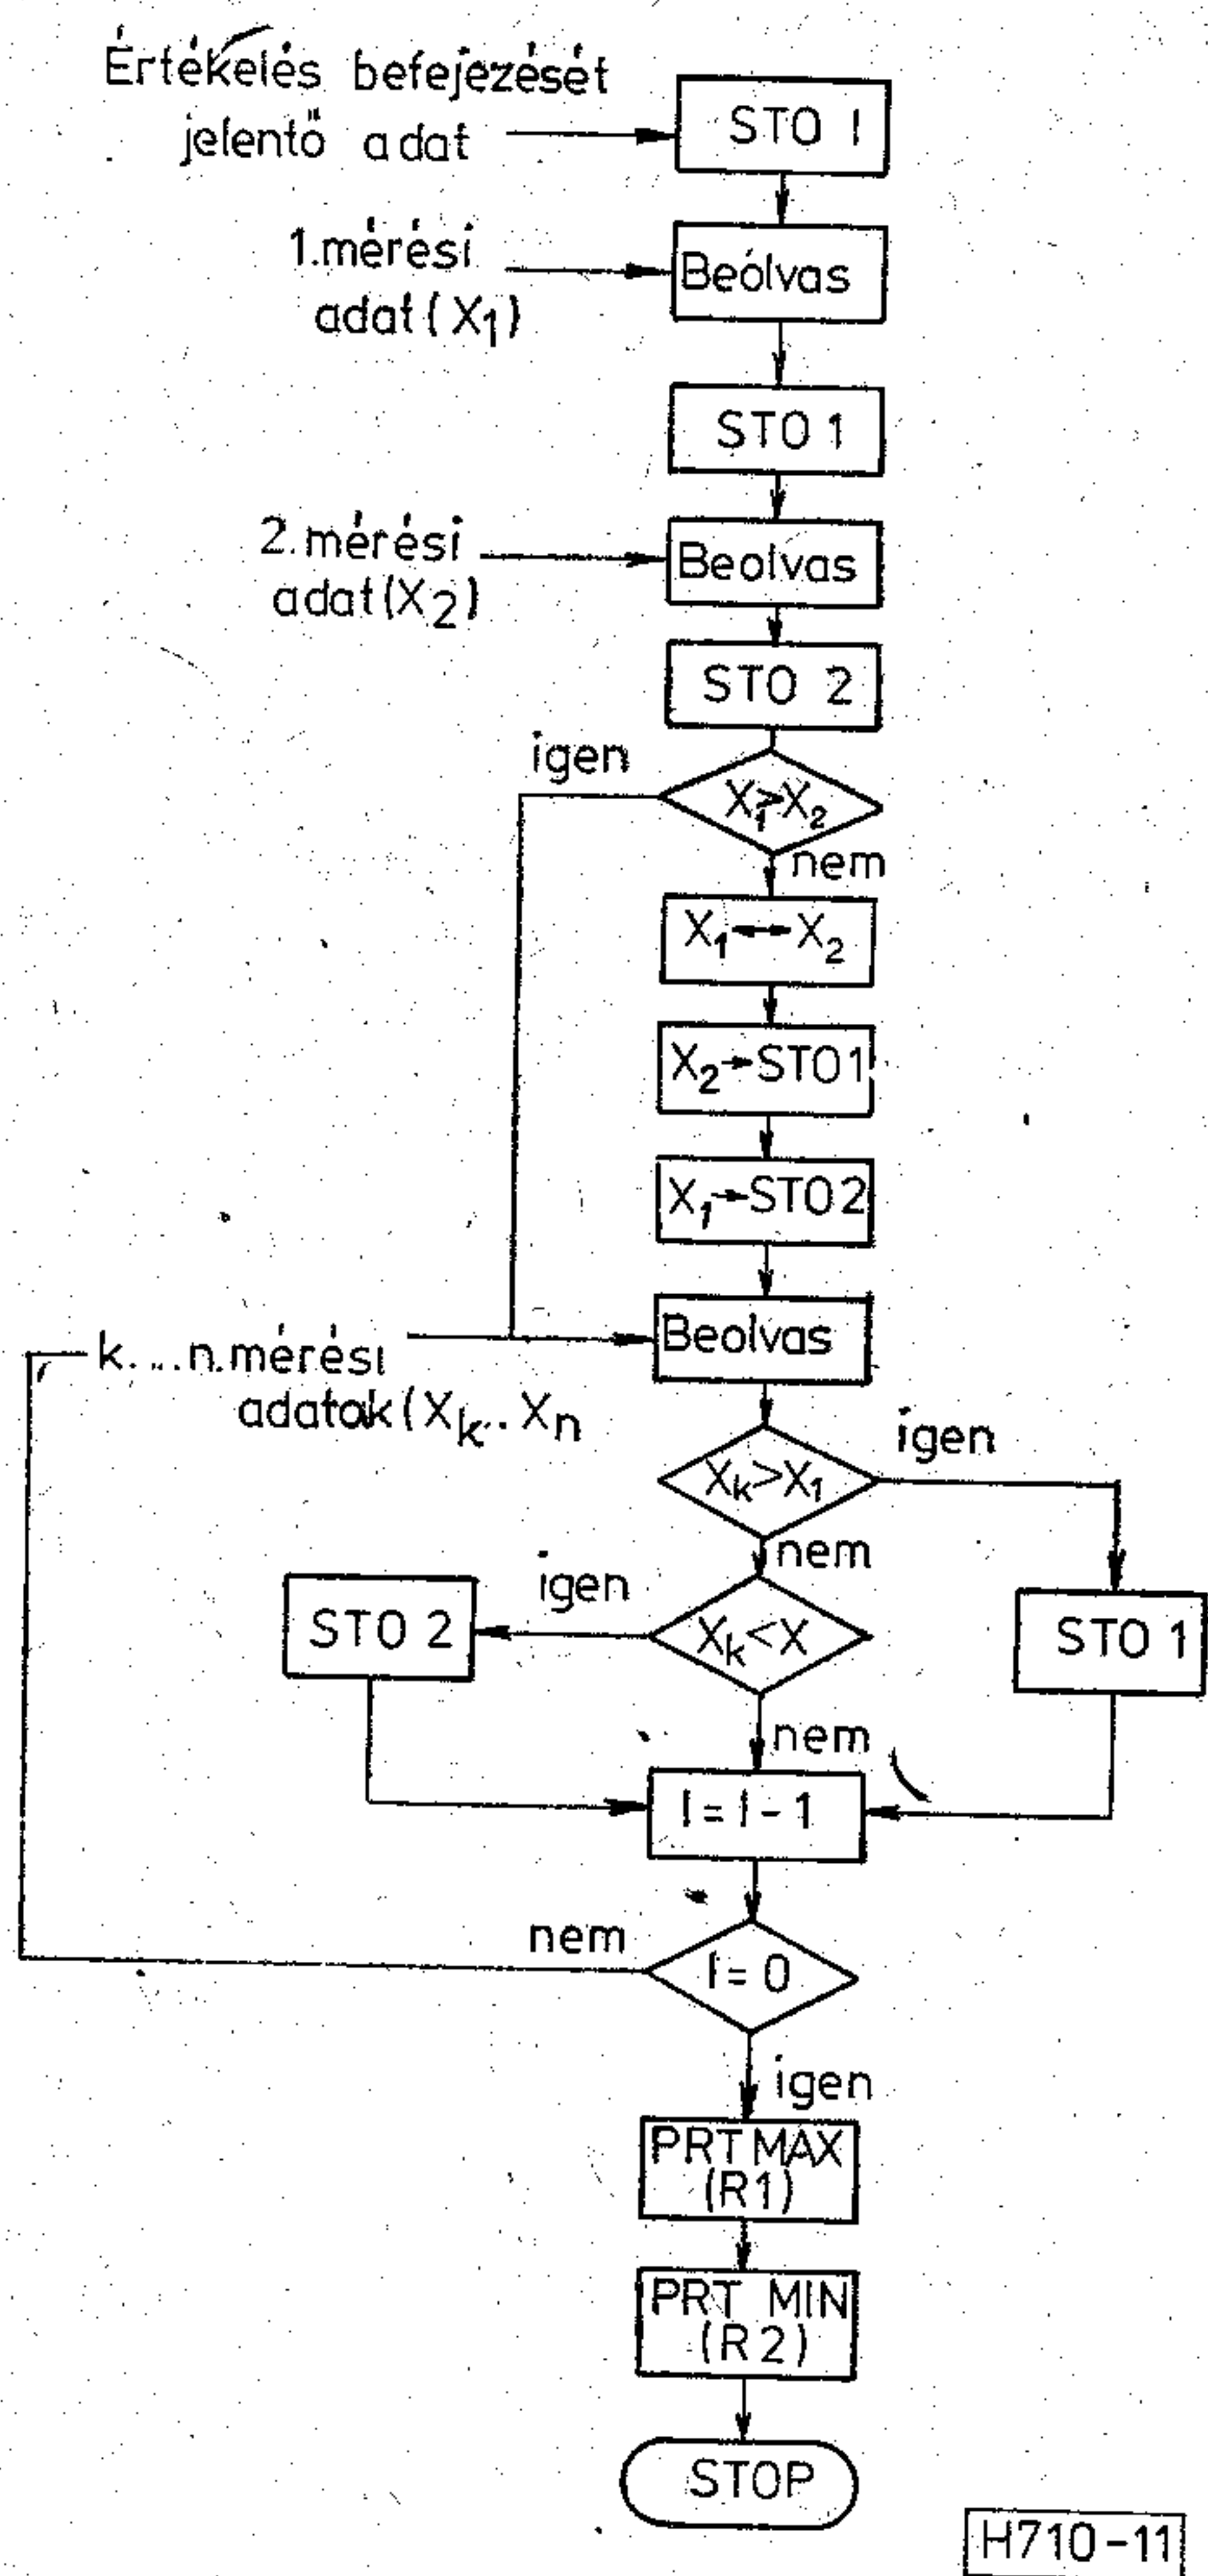 Értékelés befejezését
jelentő adat
STO I
1.mérési
adat (X1)
Beólvas
STO 1
2.mérési
adat(X2)
Beolvas
STO 2
igen
X1≥X2
nem
X1↔X2
X2→STO1
X1→STO2
Beolvas
k....n.mérési
adatok (Xk.. Xn
igen
Xk>X1
nem
igen
STO 2
Xk<X
STO 1
nem
I=I-1
nem
I=0
igen
PRT MAX
(R1)
PRT MIN
(R2)
STOP
H710-11